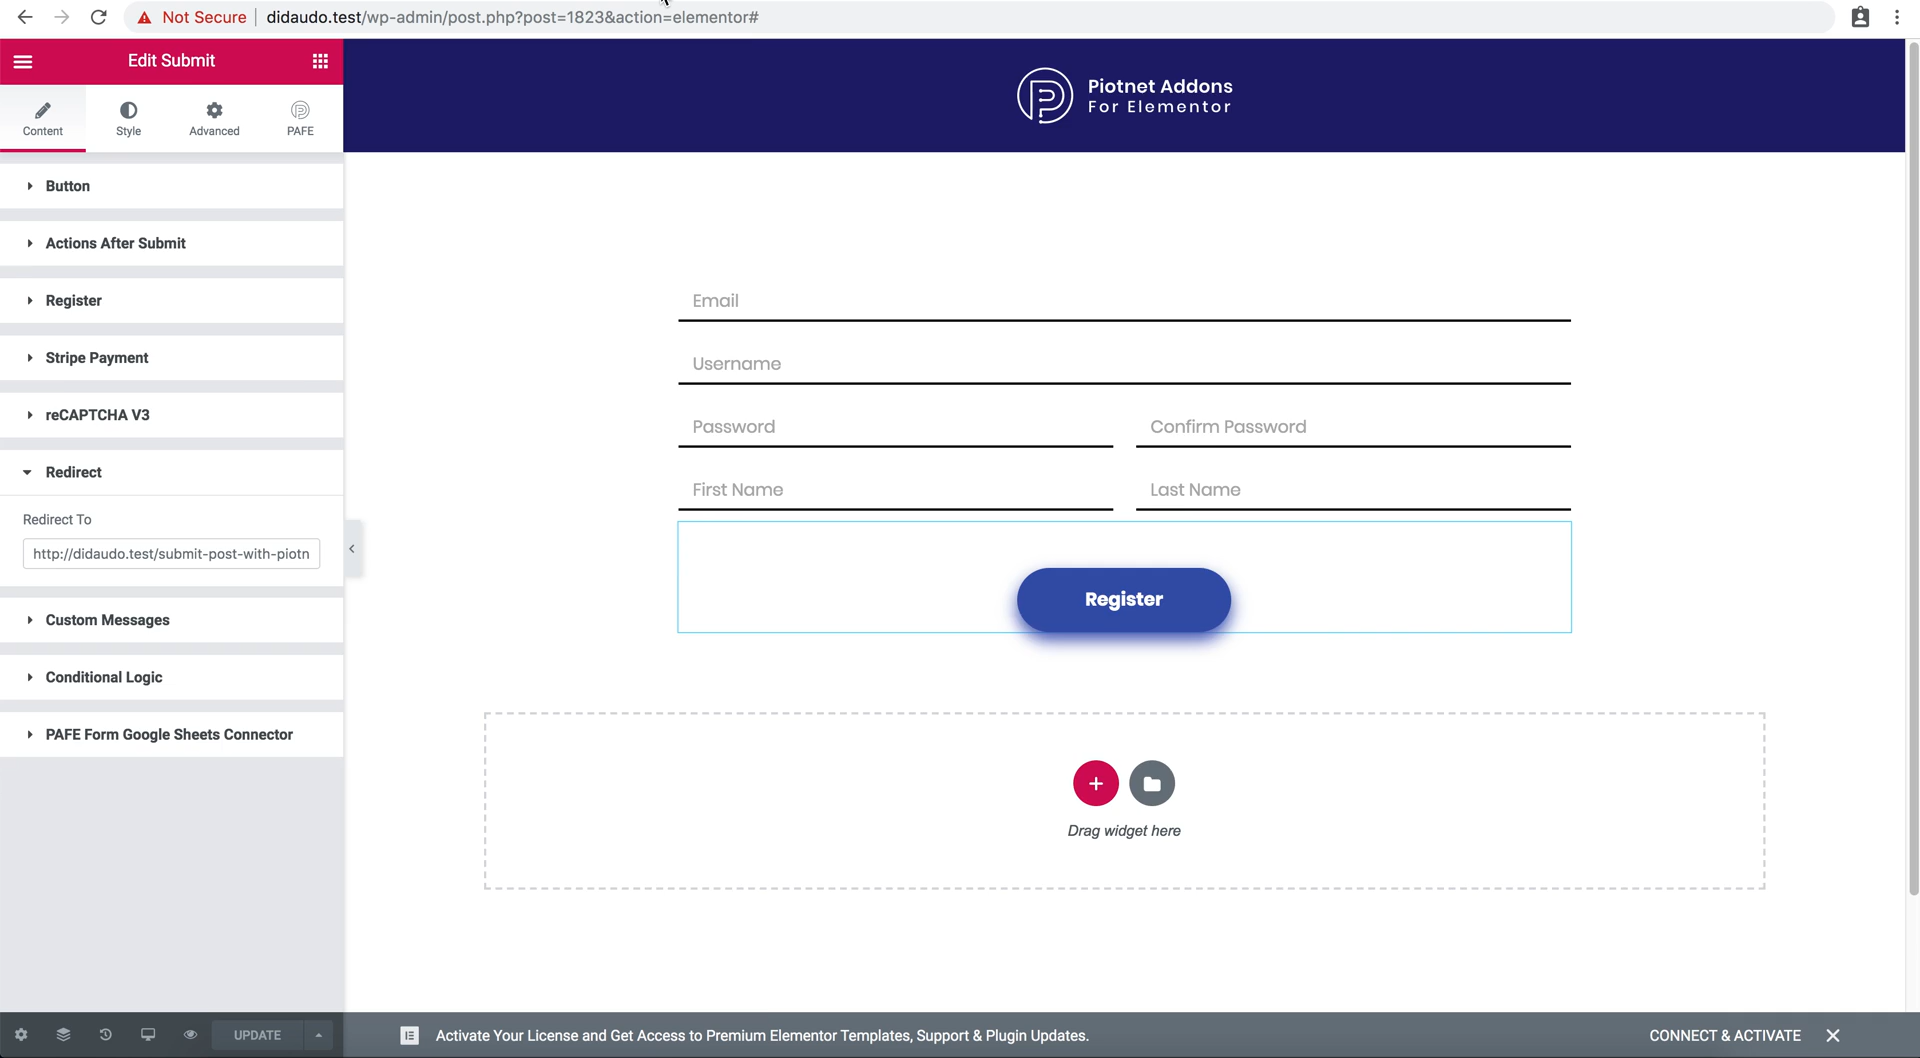 Not Secure didaudo.test/wp-admin/post.php?post=1823&action=elementor#
Edit Submit
Content
Style
Advanced
PAFE
Button
Actions After Submit
Register
Stripe Payment
reCAPTCHA V3
Redirect
Redirect To
http://didaudo.test/submit-post-with-piotn
Custom Messages
Conditional Logic
PAFE Form Google Sheets Connector
UPDATE
Piotnet Addons
For Elementor
Email
Username
Password
Confirm Password
First Name
Last Name
Register
Drag widget here
Activate Your License and Get Access to Premium Elementor Templates, Support & Plugin Updates.
CONNECT & ACTIVATE